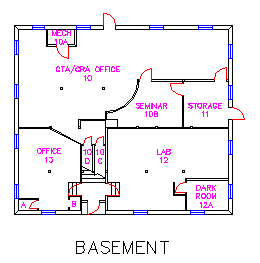 MECH
10A
GTA/GRA OFFICE
10
SEMINAR
10B
STORAGE
11
OFFICE
13
10
D
10
C
LAB
12
DARK
ROOM
12A
A
B
BASEMENT